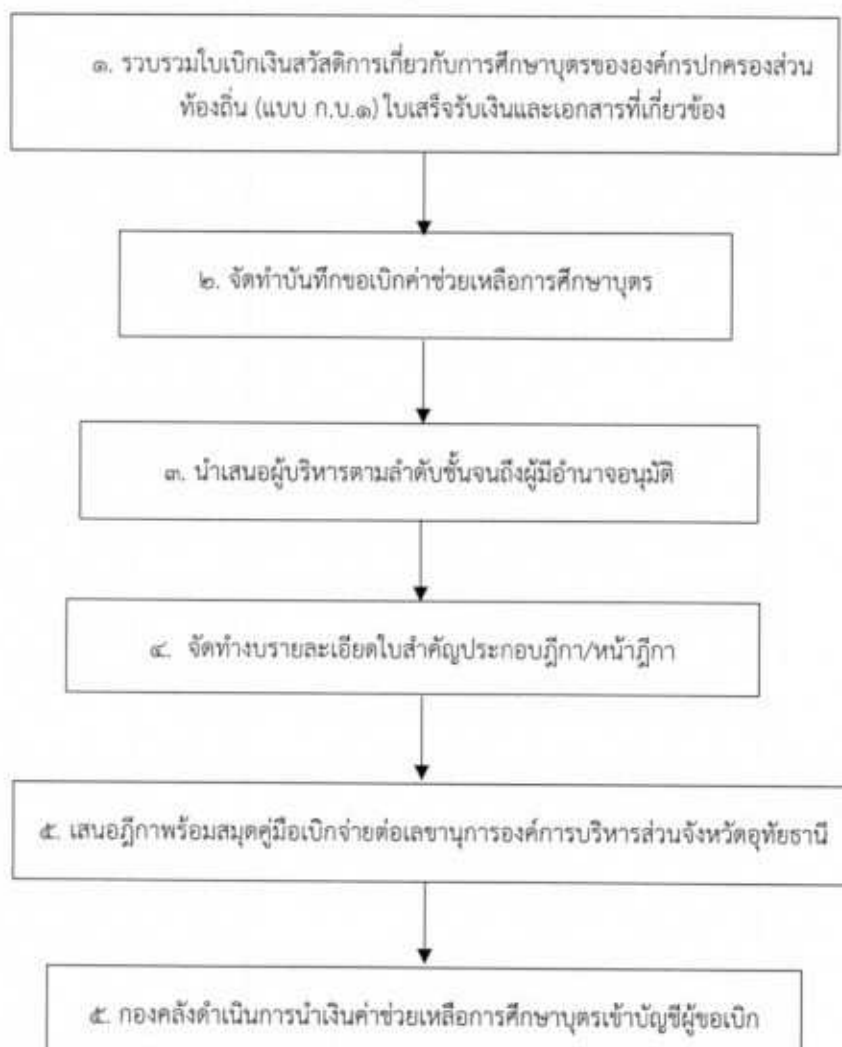 ๑. รวบรวมใบเบิกเงินสวัสดิการเกี่ยวกับการศึกษาบุตรขององค์กรปกครองส่วน
ท้องถิ่น (แบบ ก.บ.๑) ใบเสร็จรับเงินและเอกสารที่เกี่ยวข้อง
๒. จัดทำบันทึกขอเบิกค่าช่วยเหลือการศึกษาบุตร
๓. นำเสนอผู้บริหารตามลำดับชั้นจนถึงผู้มีอำนาจอนุมัติ
๔. จัดทำงบรายละเอียดใบสำคัญประกอบฎีกา/หน้าฎีกา
๕. เสนอฎีกาพร้อมสมุดคู่มือเบิกจ่ายต่อเลขานุการองค์การบริหารส่วนจังหวัดอุทัยธานี
๕. กองคลังดำเนินการนำเงินค่าช่วยเหลือการศึกษาบุตรเข้าบัญชีผู้ขอเบิก